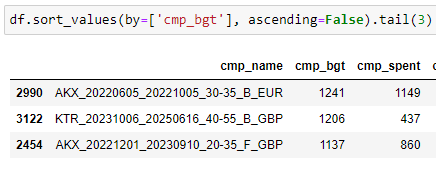 df.sort_values(by=['cmp_bgt'], ascending=False).tail(3)
cmp_name cmp_bgt cmp_spent
2990 AKX_20220605_20221005_30-35_B_EUR 1241 1149
3122 KTR_20231006_20250616_40-55_B_GBP 1206 437
2454 AKX_20221201_20230910_20-35_F_GBP 1137 860